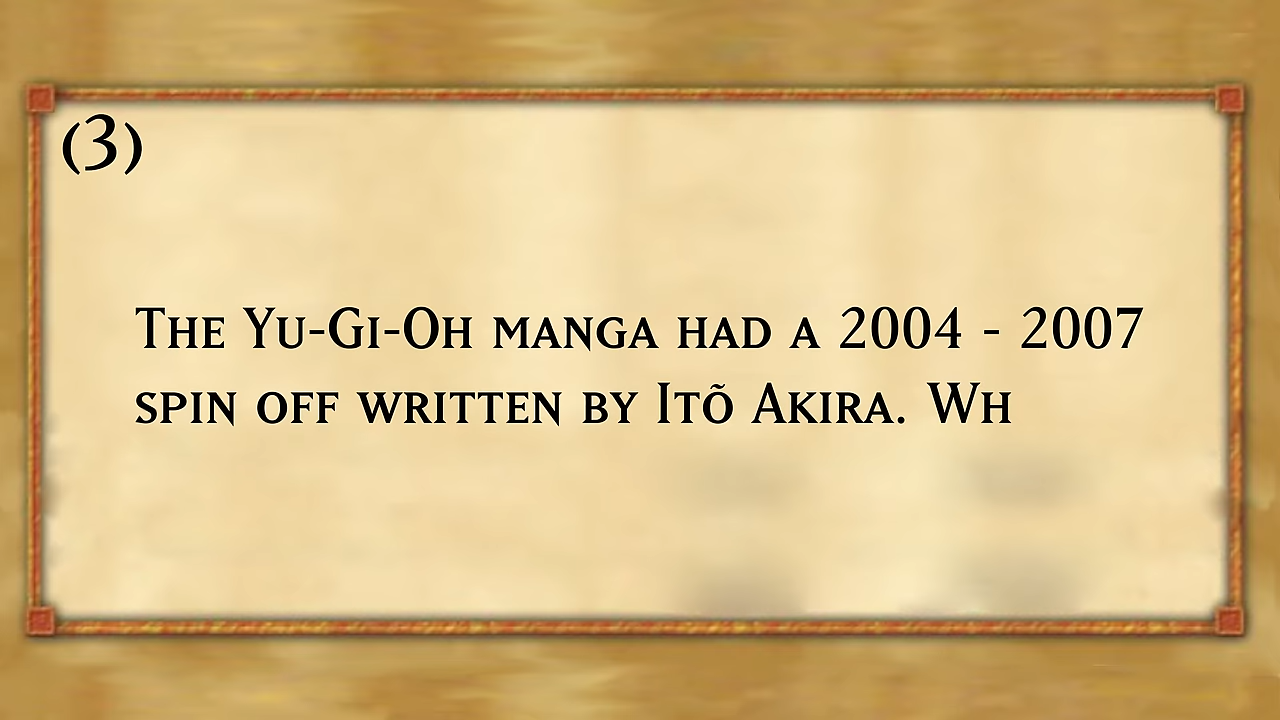 (3)
The Yu-Gi-Oh manga had a 2004 - 2007
spin off written by Itõ Akira. Wh